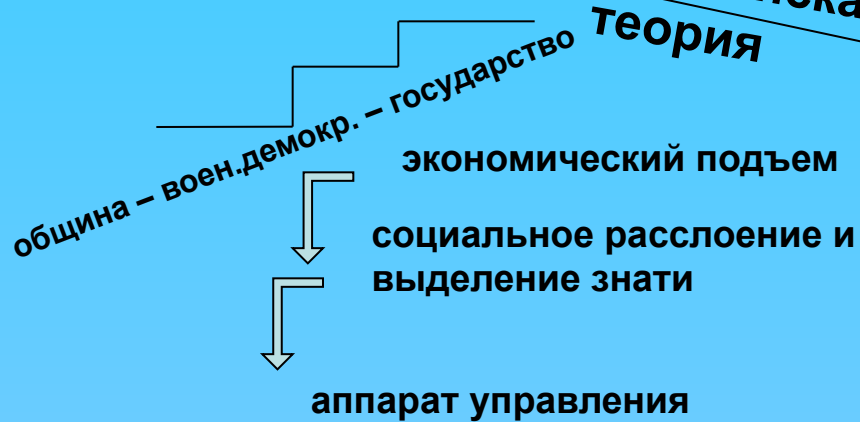 теория
община – воен.демокр. – государство
экономический подъем
социальное расслоение и
выделение знати
аппарат управления